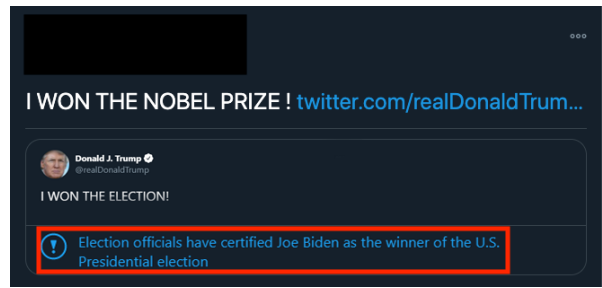 I WON THE NOBEL PRIZE ! twitter.com/realDonaldTrum...
Donald J. Trump
@realDonaldTrump
I WON THE ELECTION!
Election officials have certified Joe Biden as the winner of the U.S.
Presidential election